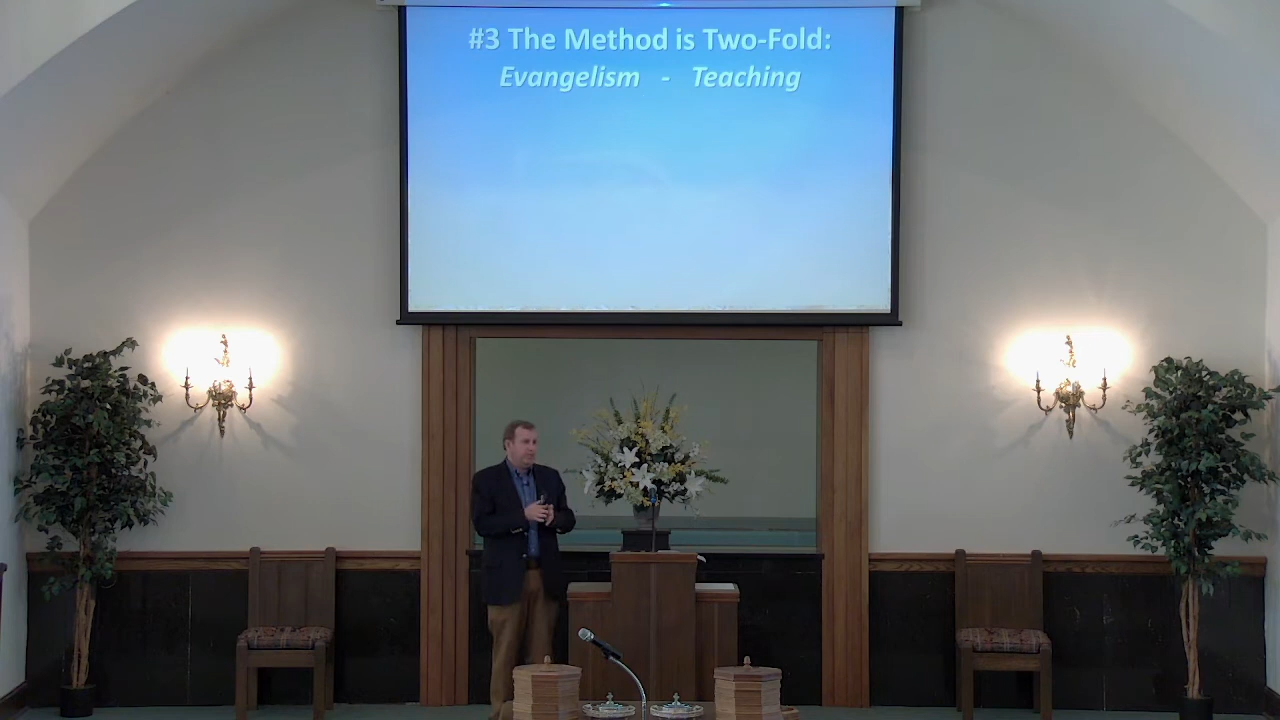 #3 The Method is Two-Fold:
Evangelism - Teaching